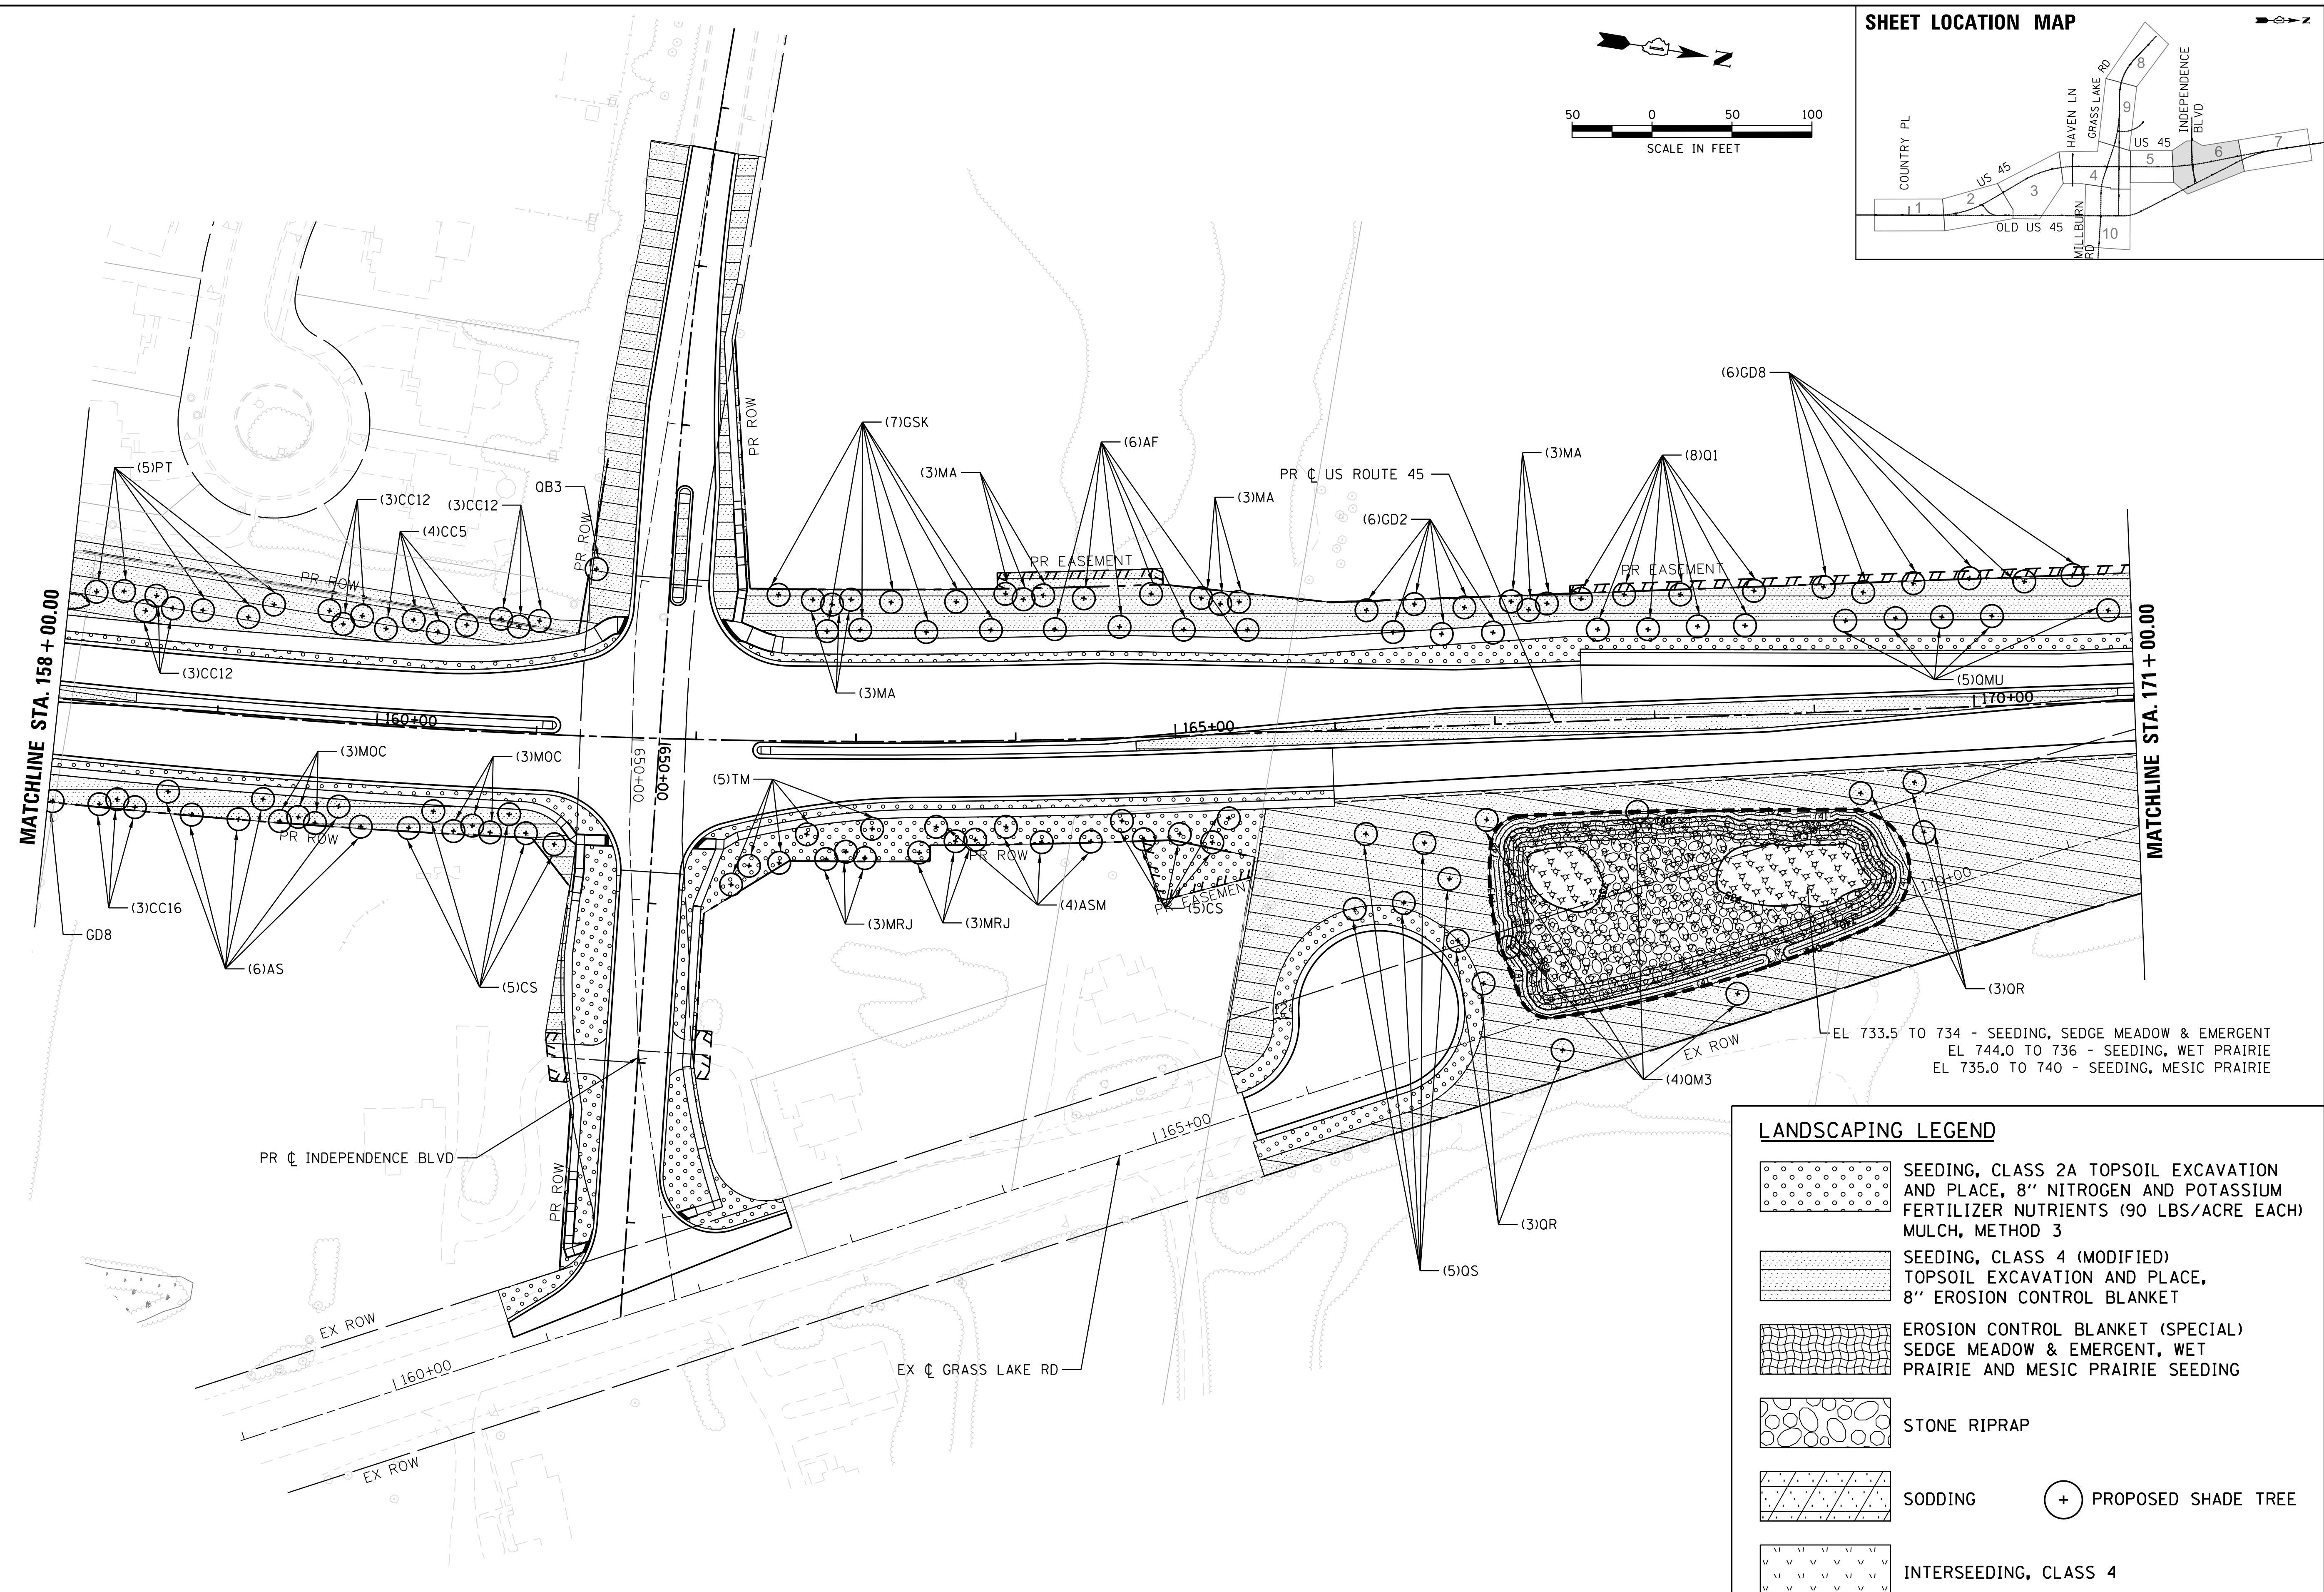 SHEET LOCATION MAP
N
COUNTRY PL
HAVEN LN
GRASS LAKE RD
INDEPENDENCE
BLVD
US 45
US 45
OLD US 45
MILLBURN
RD
1
2
3
4
5
6
7
8
9
10
N
50 0 50 100
SCALE IN FEET
MATCHLINE STA. 158+00.00
MATCHLINE STA. 171+00.00
(6)GD8
(7)GSK
(6)AF
(3)MA
(3)MA
(8)Q1
(5)PT
(3)MA
PR ℄ US ROUTE 45
QB3
(3)CC12
(3)CC12
(3)MA
(6)GD2
(4)CC5
PR ROW
PR ROW
PR ROW
PR EASEMENT
PR EASEMENT
(3)CC12
(3)MA
(5)QMU
160+00
165+00
170+00
650+00
650+00
(3)MOC
(3)MOC
(5)TM
PR ROW
PR ROW
PR EASEMENT
(3)CC16
GD8
(6)AS
(5)CS
(3)MRJ
(3)MRJ
(4)ASM
(5)CS
170+00
(3)QR
EL 733.5 TO 734 - SEEDING, SEDGE MEADOW & EMERGENT
EL 744.0 TO 736 - SEEDING, WET PRAIRIE
EL 735.0 TO 740 - SEEDING, MESIC PRAIRIE
EX ROW
(4)QM3
165+00
PR ℄ INDEPENDENCE BLVD
PR ROW
(3)QR
(5)QS
EX ROW
160+00
EX ℄ GRASS LAKE RD
EX ROW
LANDSCAPING LEGEND
SEEDING, CLASS 2A TOPSOIL EXCAVATION
AND PLACE, 8'' NITROGEN AND POTASSIUM
FERTILIZER NUTRIENTS (90 LBS/ACRE EACH)
MULCH, METHOD 3
SEEDING, CLASS 4 (MODIFIED)
TOPSOIL EXCAVATION AND PLACE,
8'' EROSION CONTROL BLANKET
EROSION CONTROL BLANKET (SPECIAL)
SEDGE MEADOW & EMERGENT, WET
PRAIRIE AND MESIC PRAIRIE SEEDING
STONE RIPRAP
SODDING
PROPOSED SHADE TREE
INTERSEEDING, CLASS 4